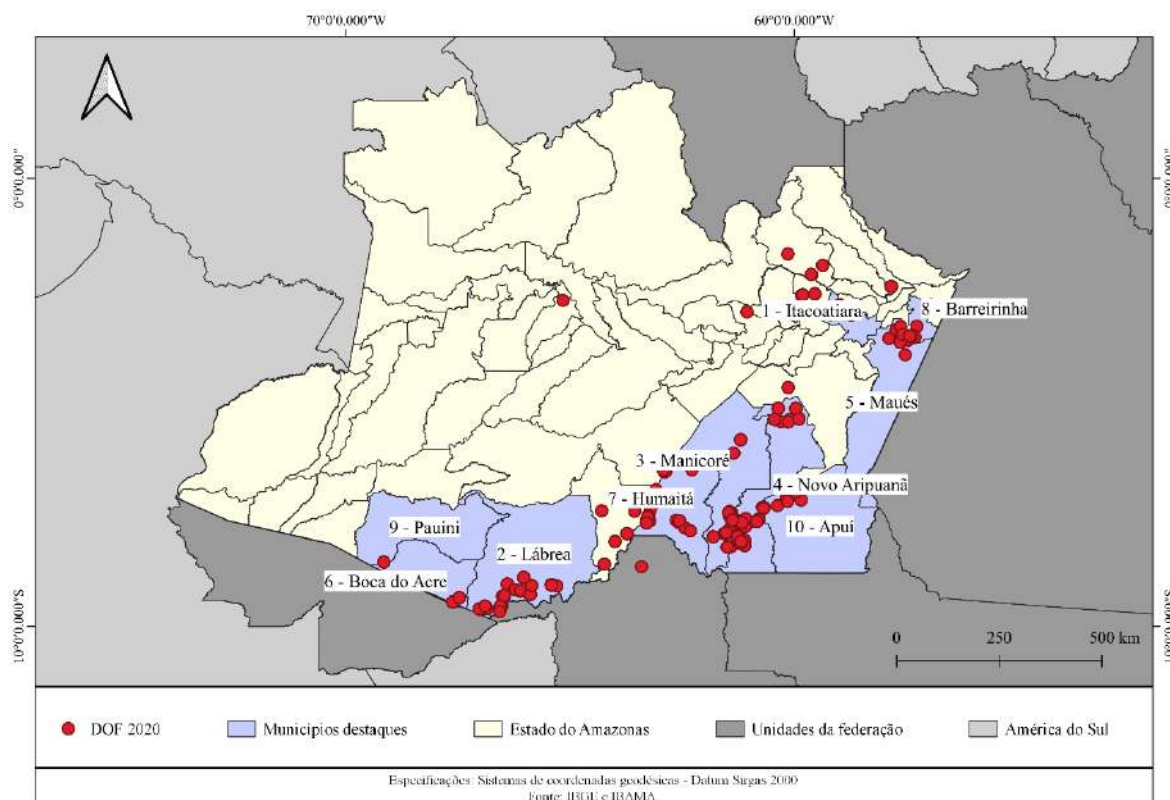 70°0'0.000"W 60°0'0.000"W
0°0'0.000" 0°0'0.000"
1 - Itacoatiara
8 - Barreirinha
5 - Maués
3 - Manicoré
4 - Novo Aripuanã
7 - Humaitá
10 - Apuí
9 - Pauini
2 - Lábrea
6 - Boca do Acre
10°0'0.000"S 10°0'0.000"S
0 250 500 km
DOF 2020 Municípios destaques Estado do Amazonas Unidades da federação América do Sul
Especificações: Sistemas de coordenadas geodésicas - Datum Sirgas 2000
Fonte: IBGE e IBAMA